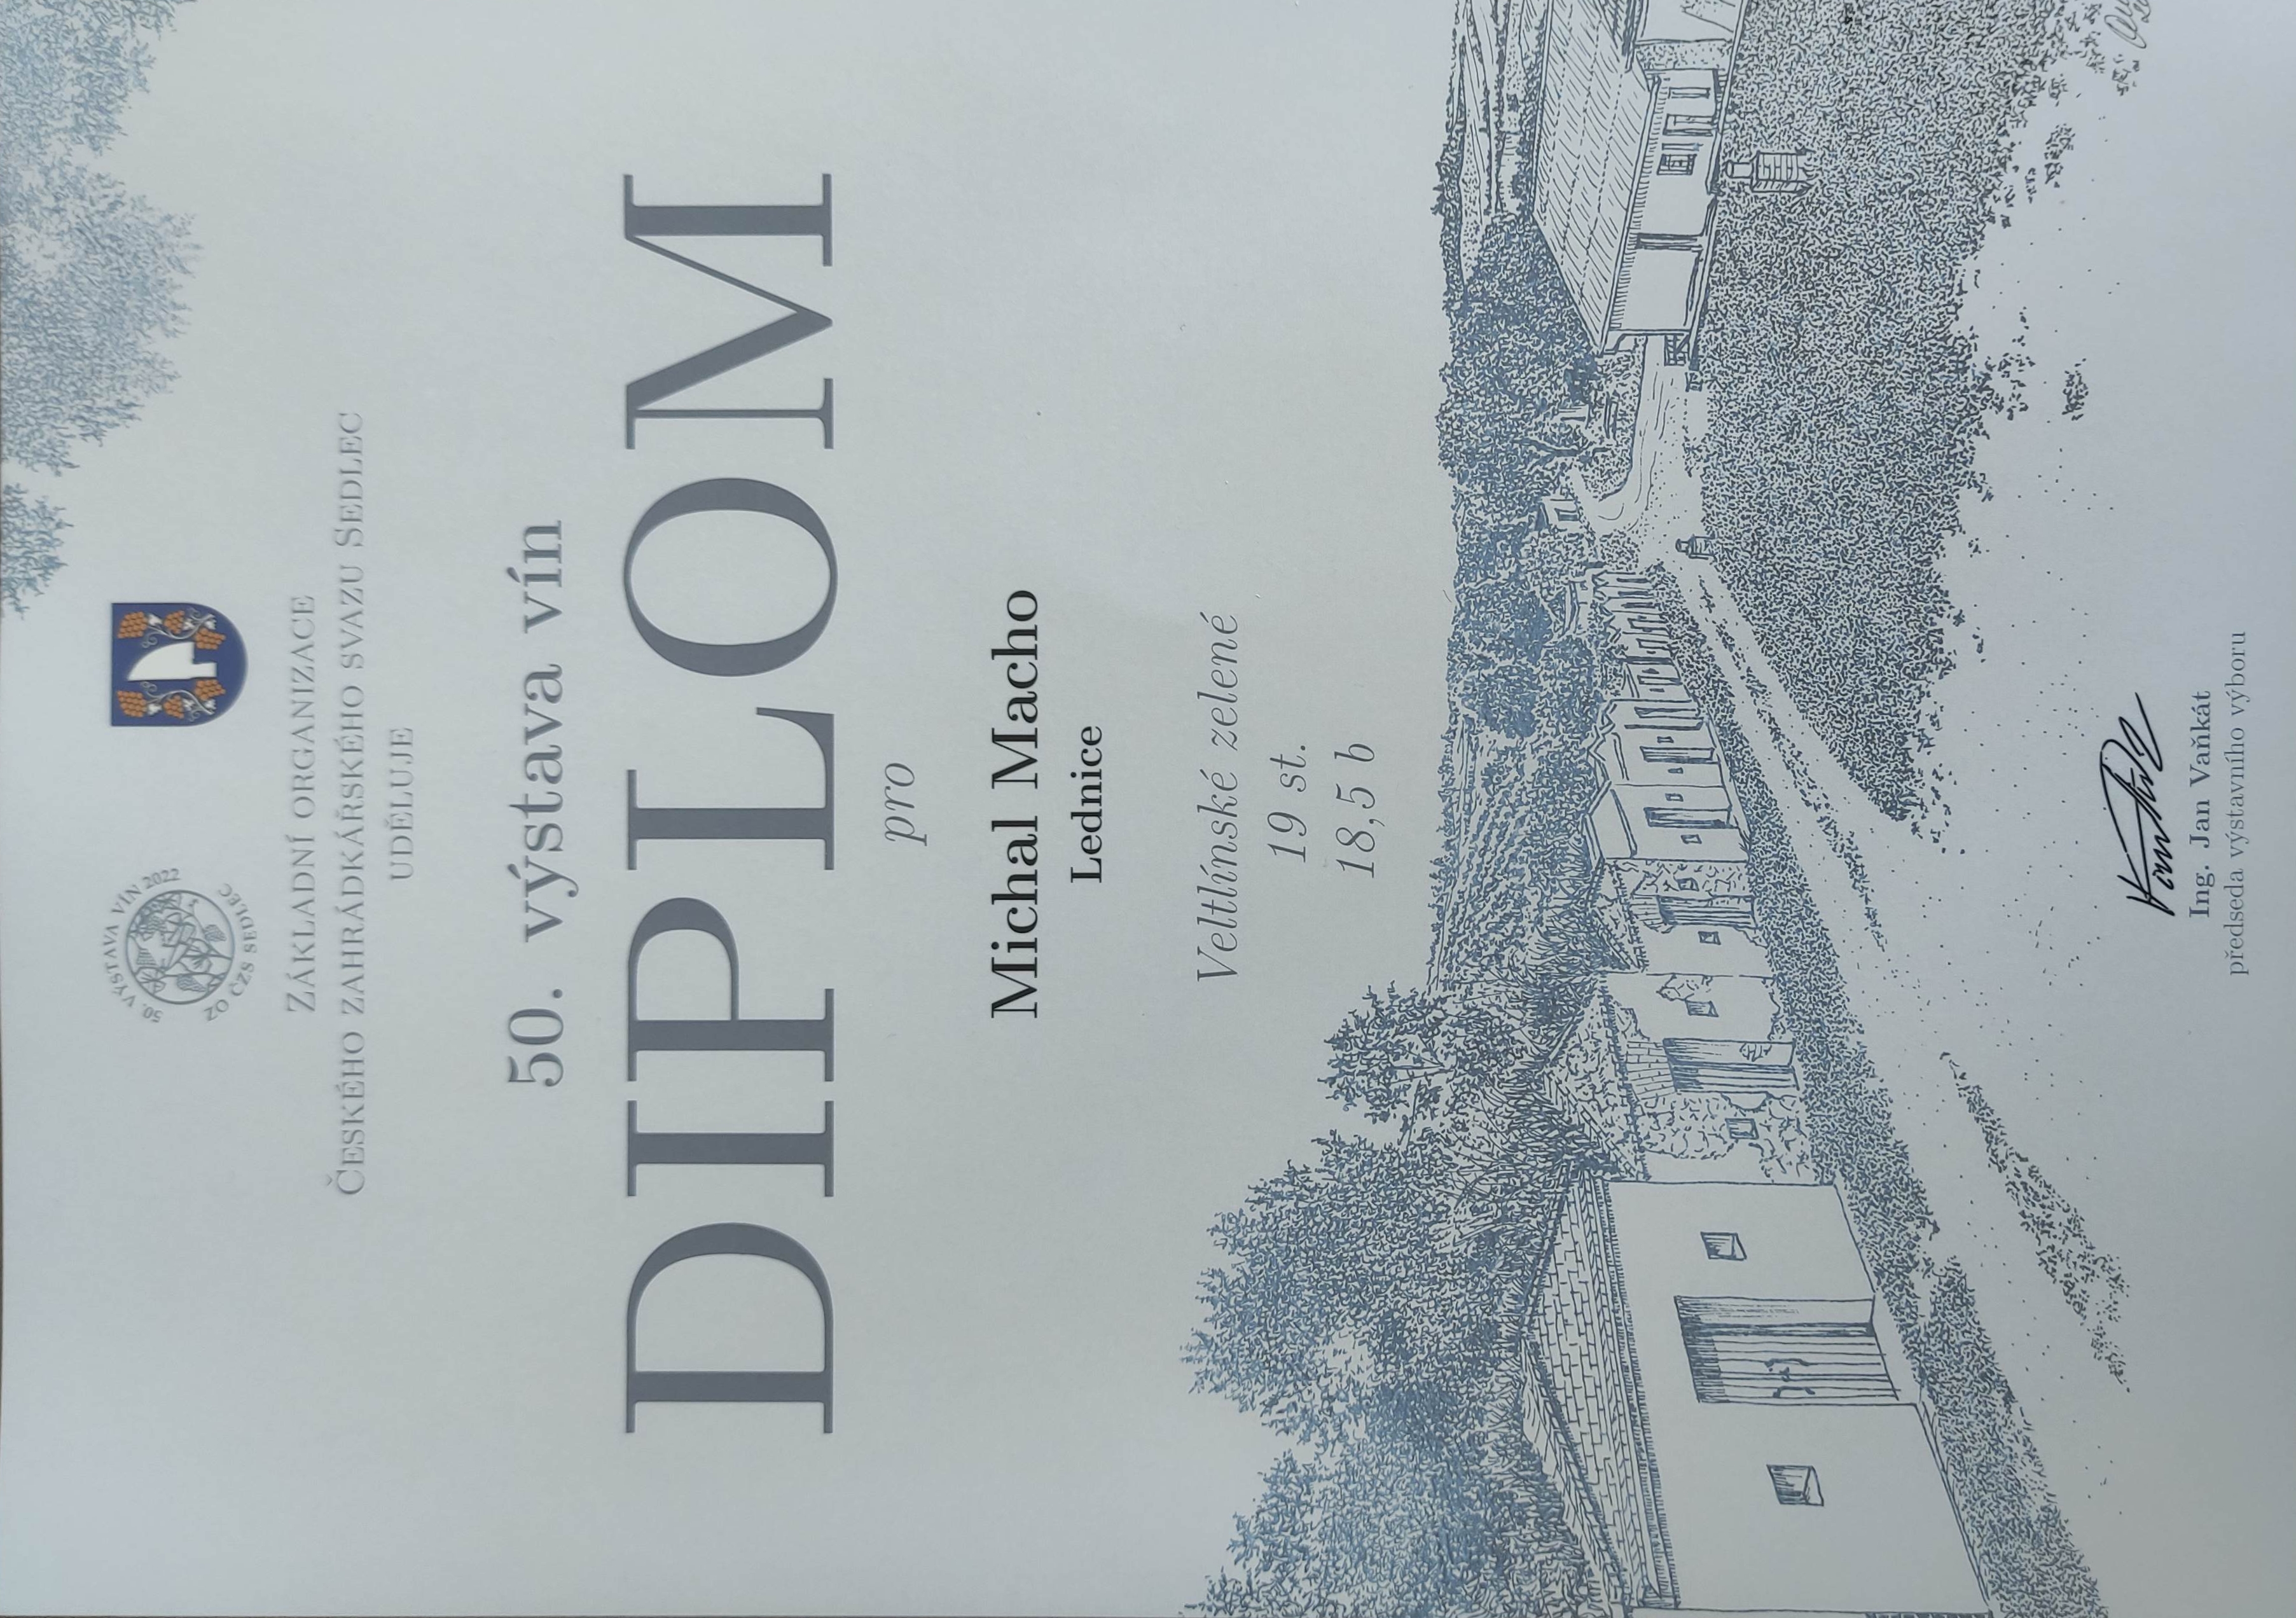 50. VÝSTAVA VÍN 2022
ZO ČZS SEDLEC
ZÁKLADNÍ ORGANIZACE
ČESKÉHO ZAHRÁDKÁŘSKÉHO SVAZU SEDLEC
UDĚLUJE
50. výstava vín
DIPLOM
pro
Michal Macho
Lednice
Veltlínské zelené
19 st.
18,5 b
Ing. Jan Vaňkát
předseda výstavního výboru